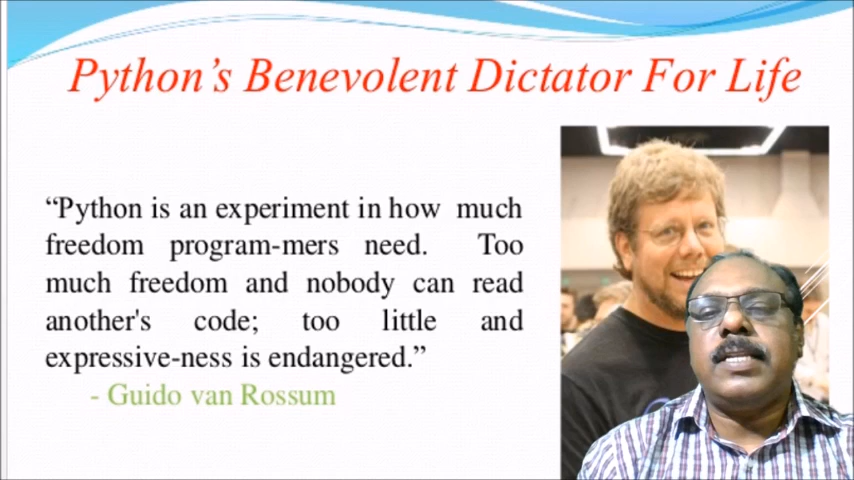 Python’s Benevolent Dictator For Life
“Python is an experiment in how much
freedom program-mers need. Too
much freedom and nobody can read
another's code; too little and
expressive-ness is endangered.”
- Guido van Rossum